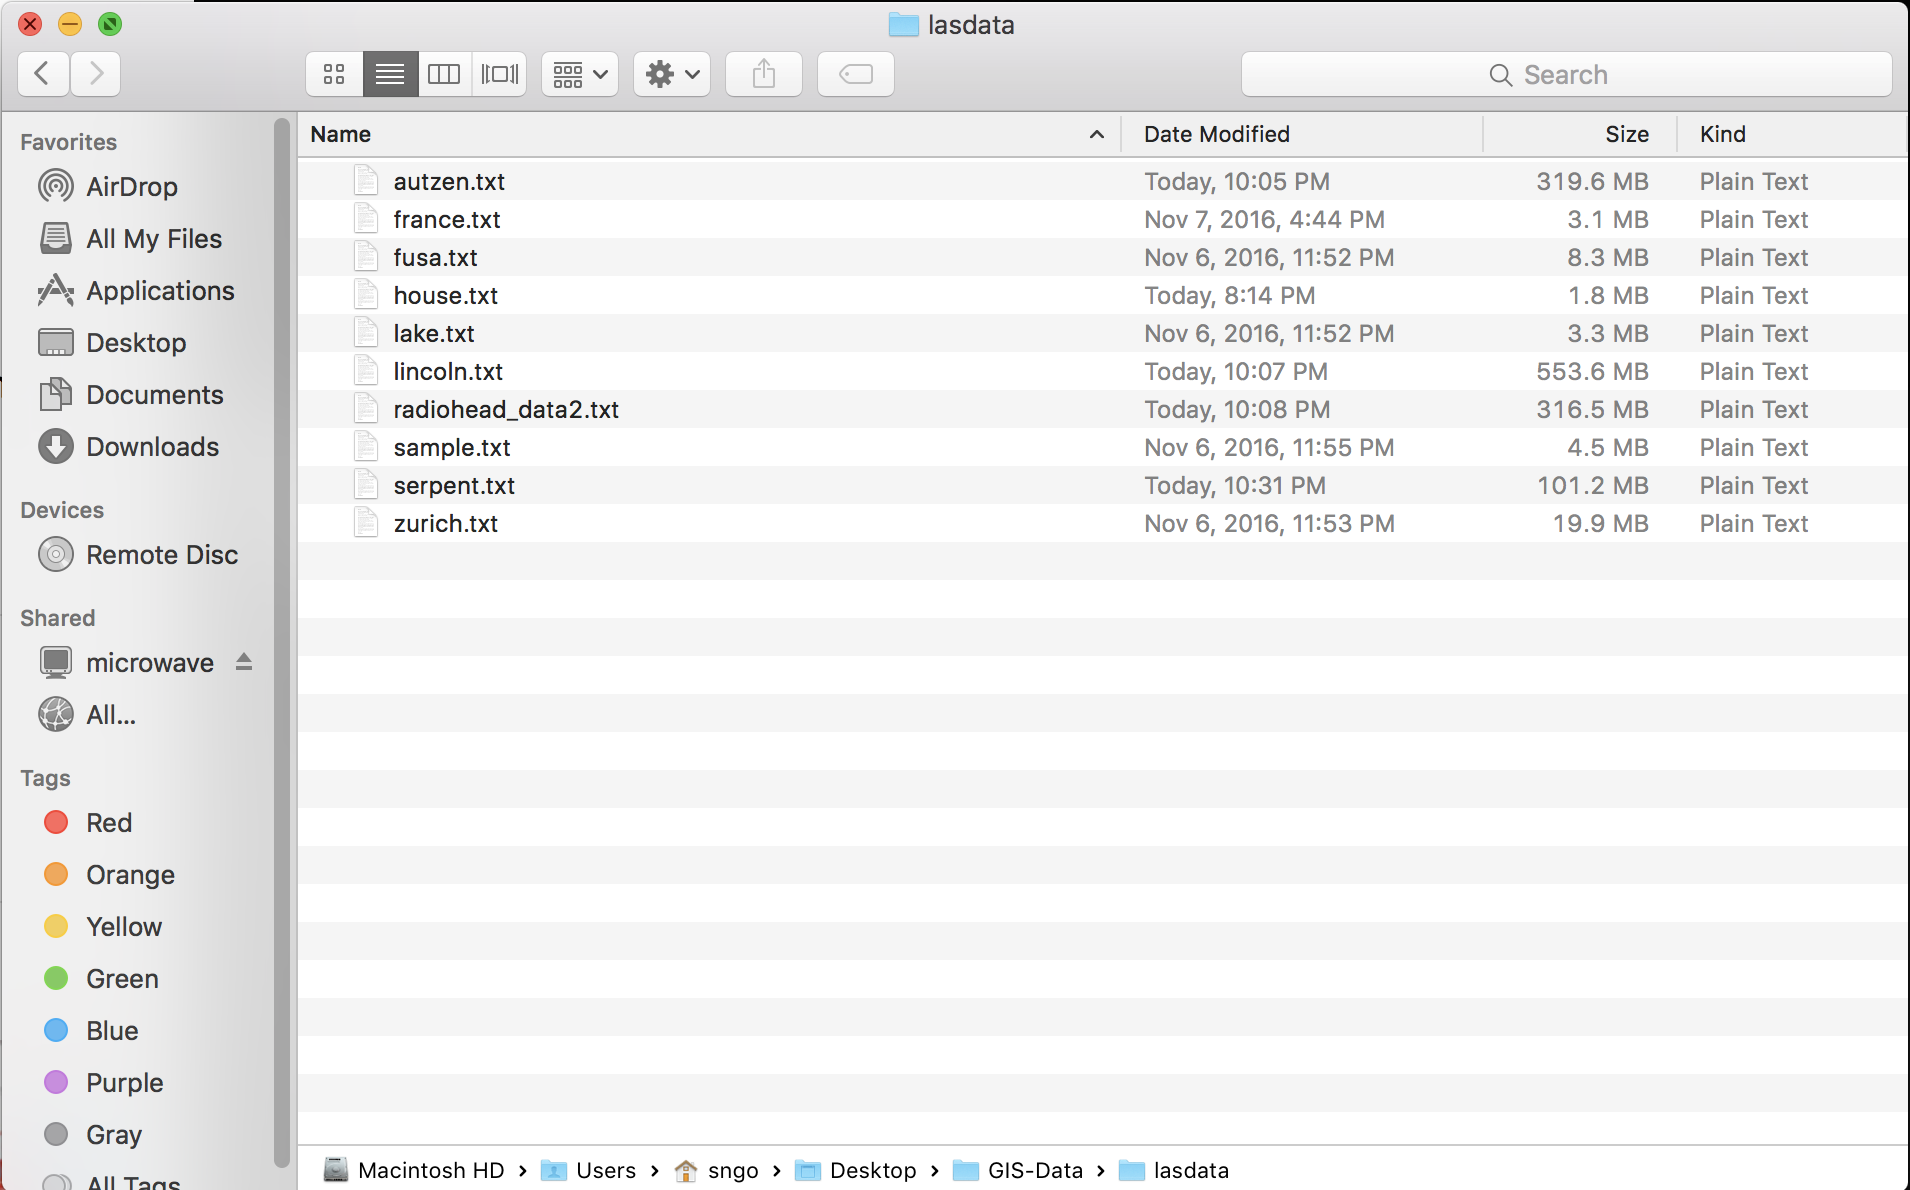 lasdata
Search
Favorites
AirDrop
All My Files
Applications
Desktop
Documents
Downloads
Devices
Remote Disc
Shared
microwave
All...
Tags
Red
Orange
Yellow
Green
Blue
Purple
Gray
All Tags
Name Date Modified Size Kind
autzen.txt Today, 10:05 PM 319.6 MB Plain Text
france.txt Nov 7, 2016, 4:44 PM 3.1 MB Plain Text
fusa.txt Nov 6, 2016, 11:52 PM 8.3 MB Plain Text
house.txt Today, 8:14 PM 1.8 MB Plain Text
lake.txt Nov 6, 2016, 11:52 PM 3.3 MB Plain Text
lincoln.txt Today, 10:07 PM 553.6 MB Plain Text
radiohead_data2.txt Today, 10:08 PM 316.5 MB Plain Text
sample.txt Nov 6, 2016, 11:55 PM 4.5 MB Plain Text
serpent.txt Today, 10:31 PM 101.2 MB Plain Text
zurich.txt Nov 6, 2016, 11:53 PM 19.9 MB Plain Text
Macintosh HD › Users › sngo › Desktop › GIS-Data › lasdata